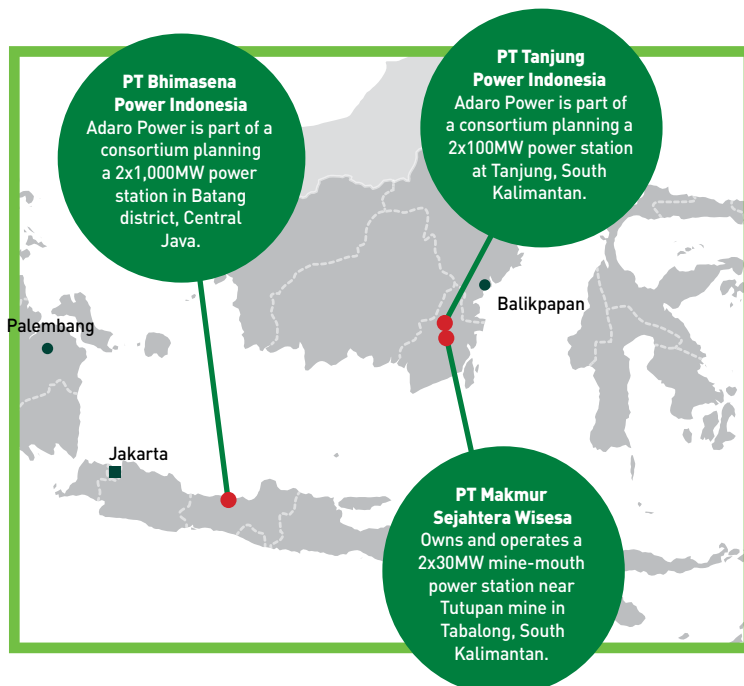 PT Bhimasena
Power Indonesia
Adaro Power is part of a
consortium planning
a 2x1,000MW power
station in Batang
district, Central
Java.
PT Tanjung
Power Indonesia
Adaro Power is part of
a consortium planning a
2x100MW power station
at Tanjung, South
Kalimantan.
Balikpapan
Palembang
Jakarta
PT Makmur
Sejahtera Wisesa
Owns and operates a
2x30MW mine-mouth
power station near
Tutupan mine in
Tabalong, South
Kalimantan.